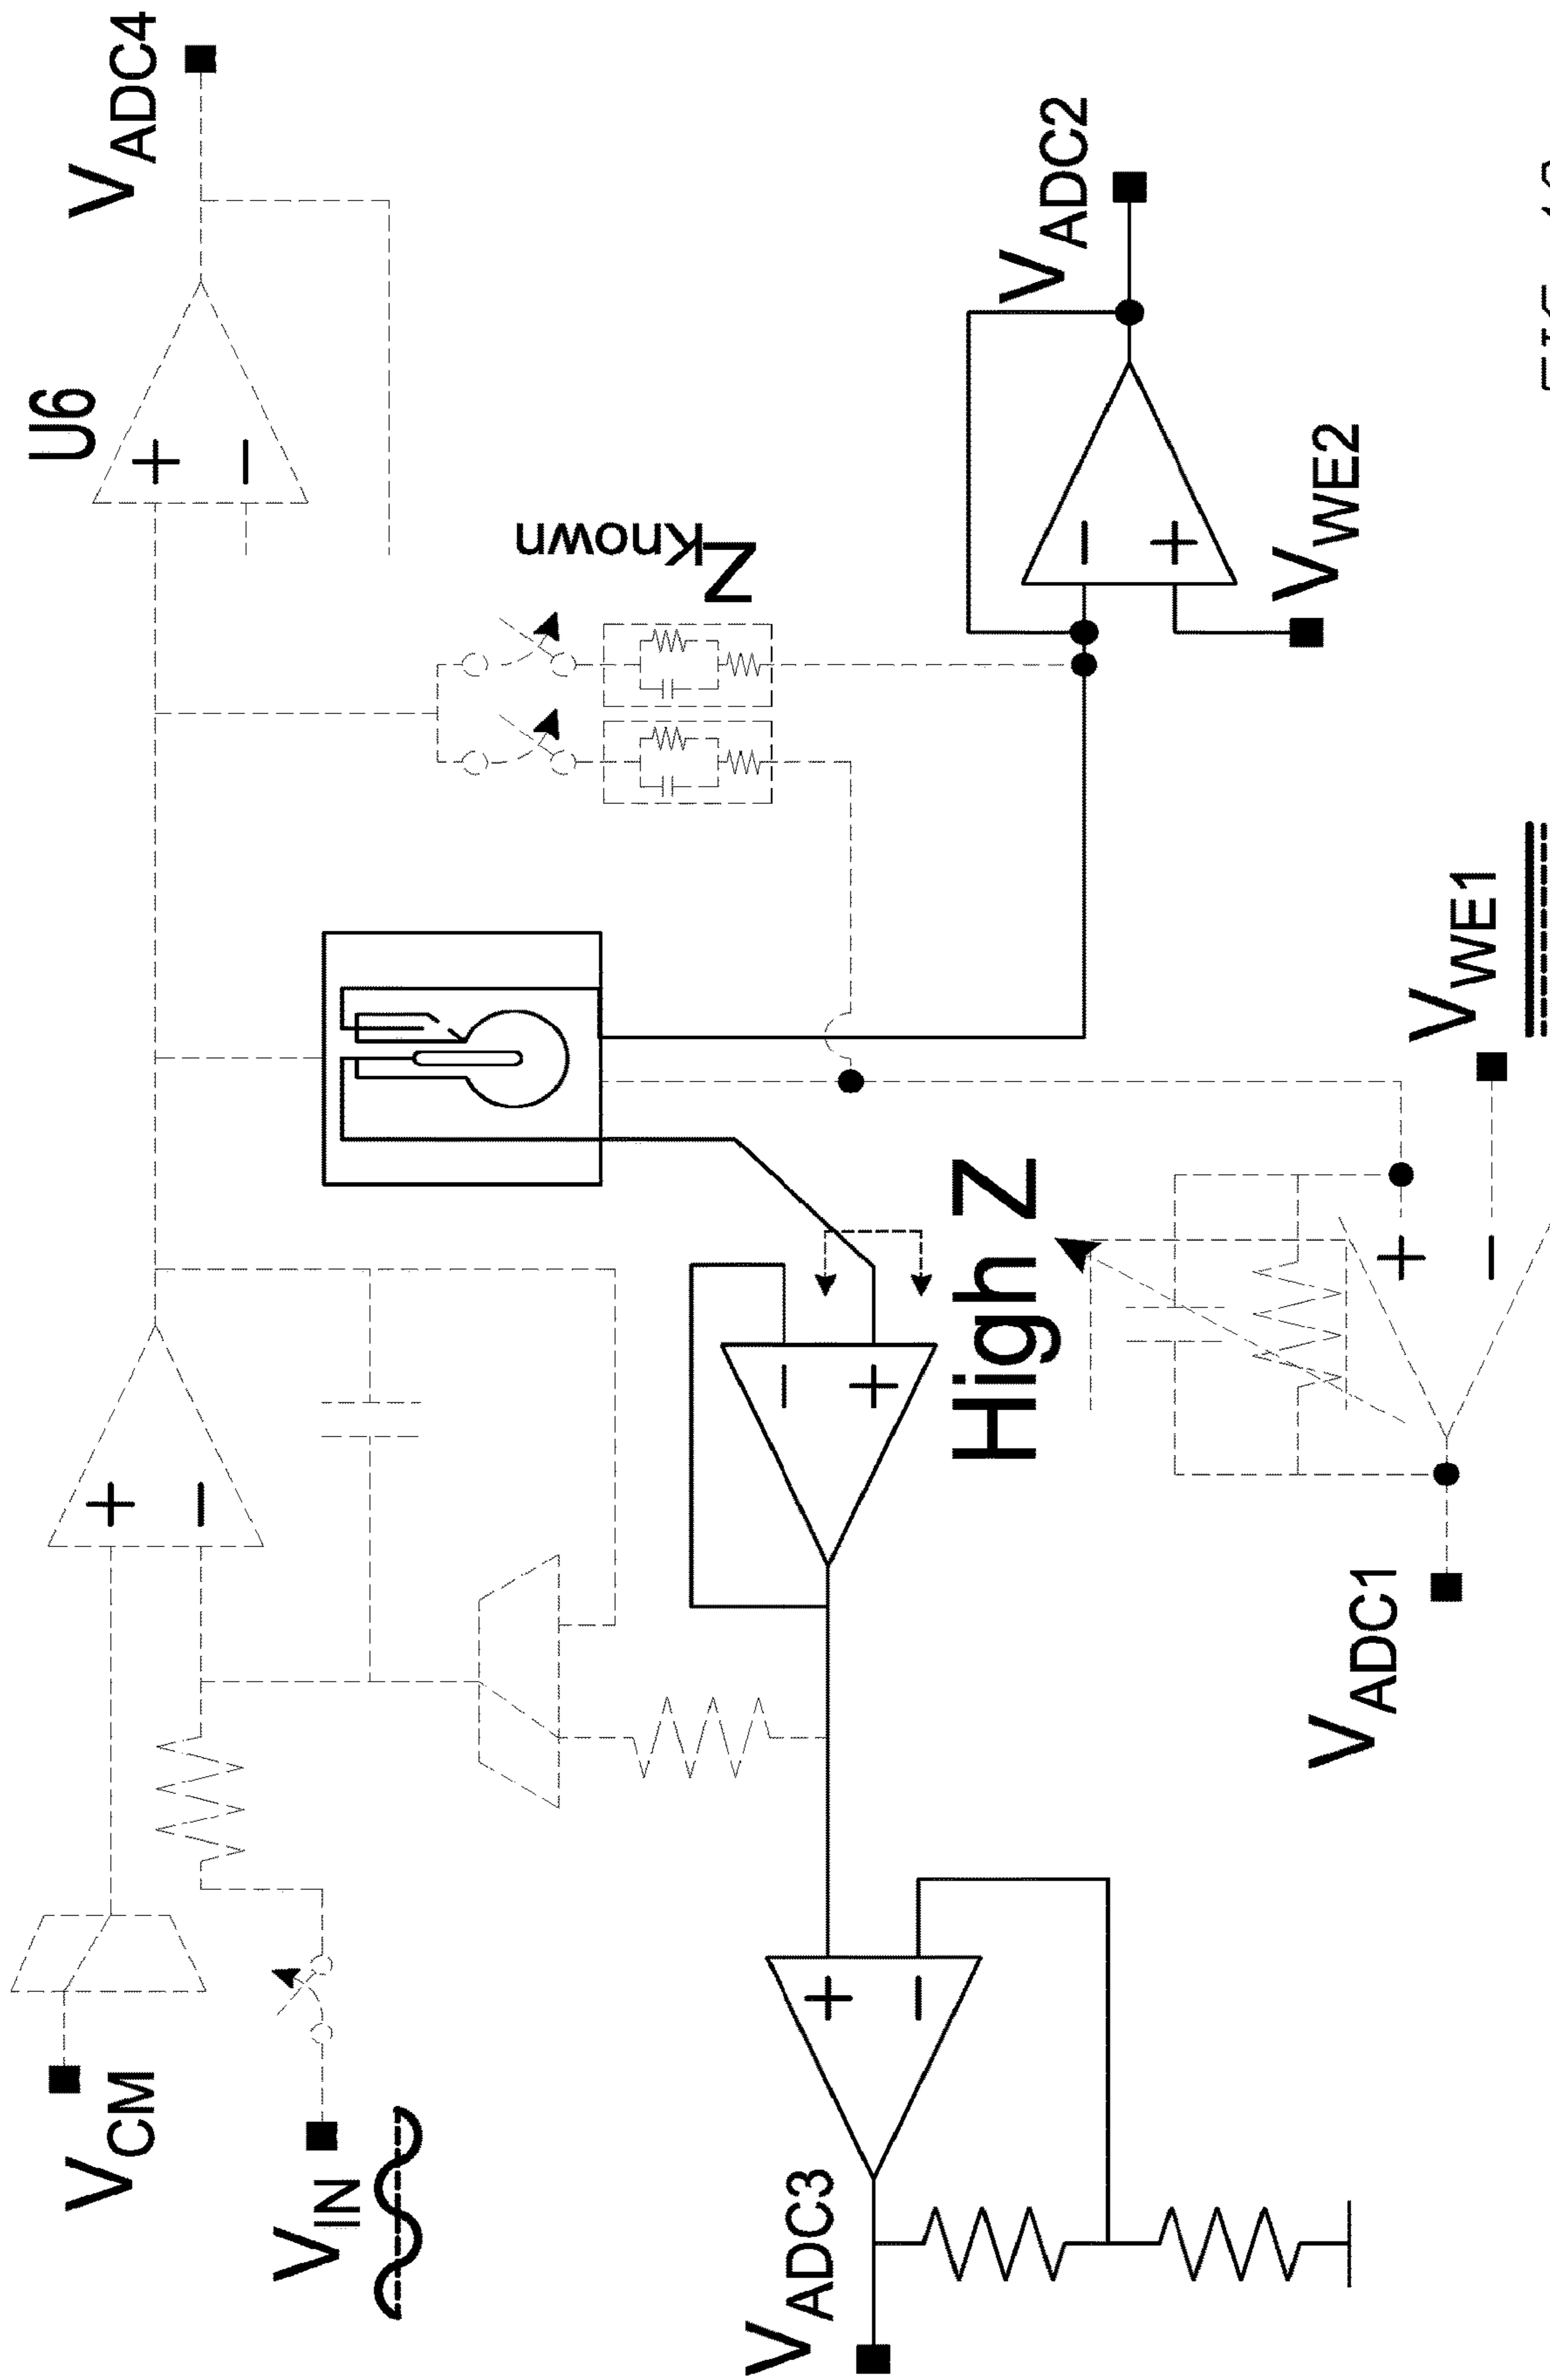 VADC4
U6
+
−
ZKnown
VADC2
−
+
VWE2
VWE1
+
−
VADC1
High Z
−
+
+
−
VCM
VIN
+
−
VADC3